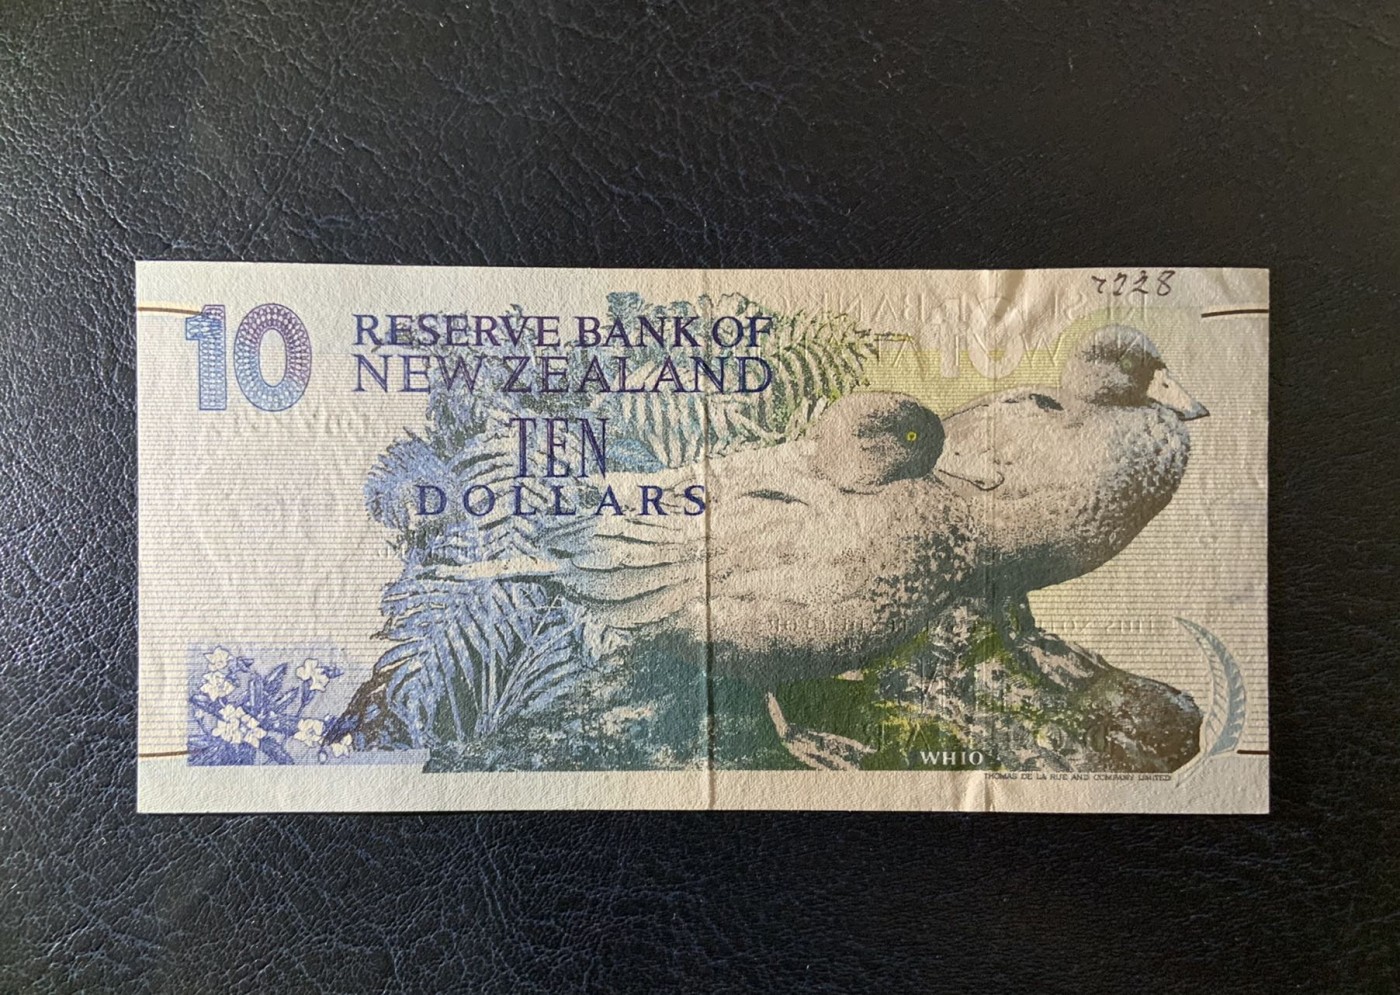 10
RESERVE BANK OF
NEW ZEALAND
TEN
DOLLARS
WHIO
THOMAS DE LA RUE AND COMPANY LIMITED